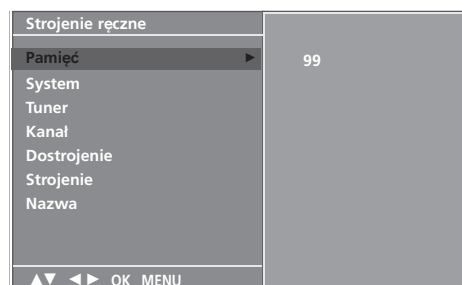 Strojenie ręczne
Pamięć ► 99
System
Tuner
Kanał
Dostrojenie
Strojenie
Nazwa
▲▼ ◄► OK MENU